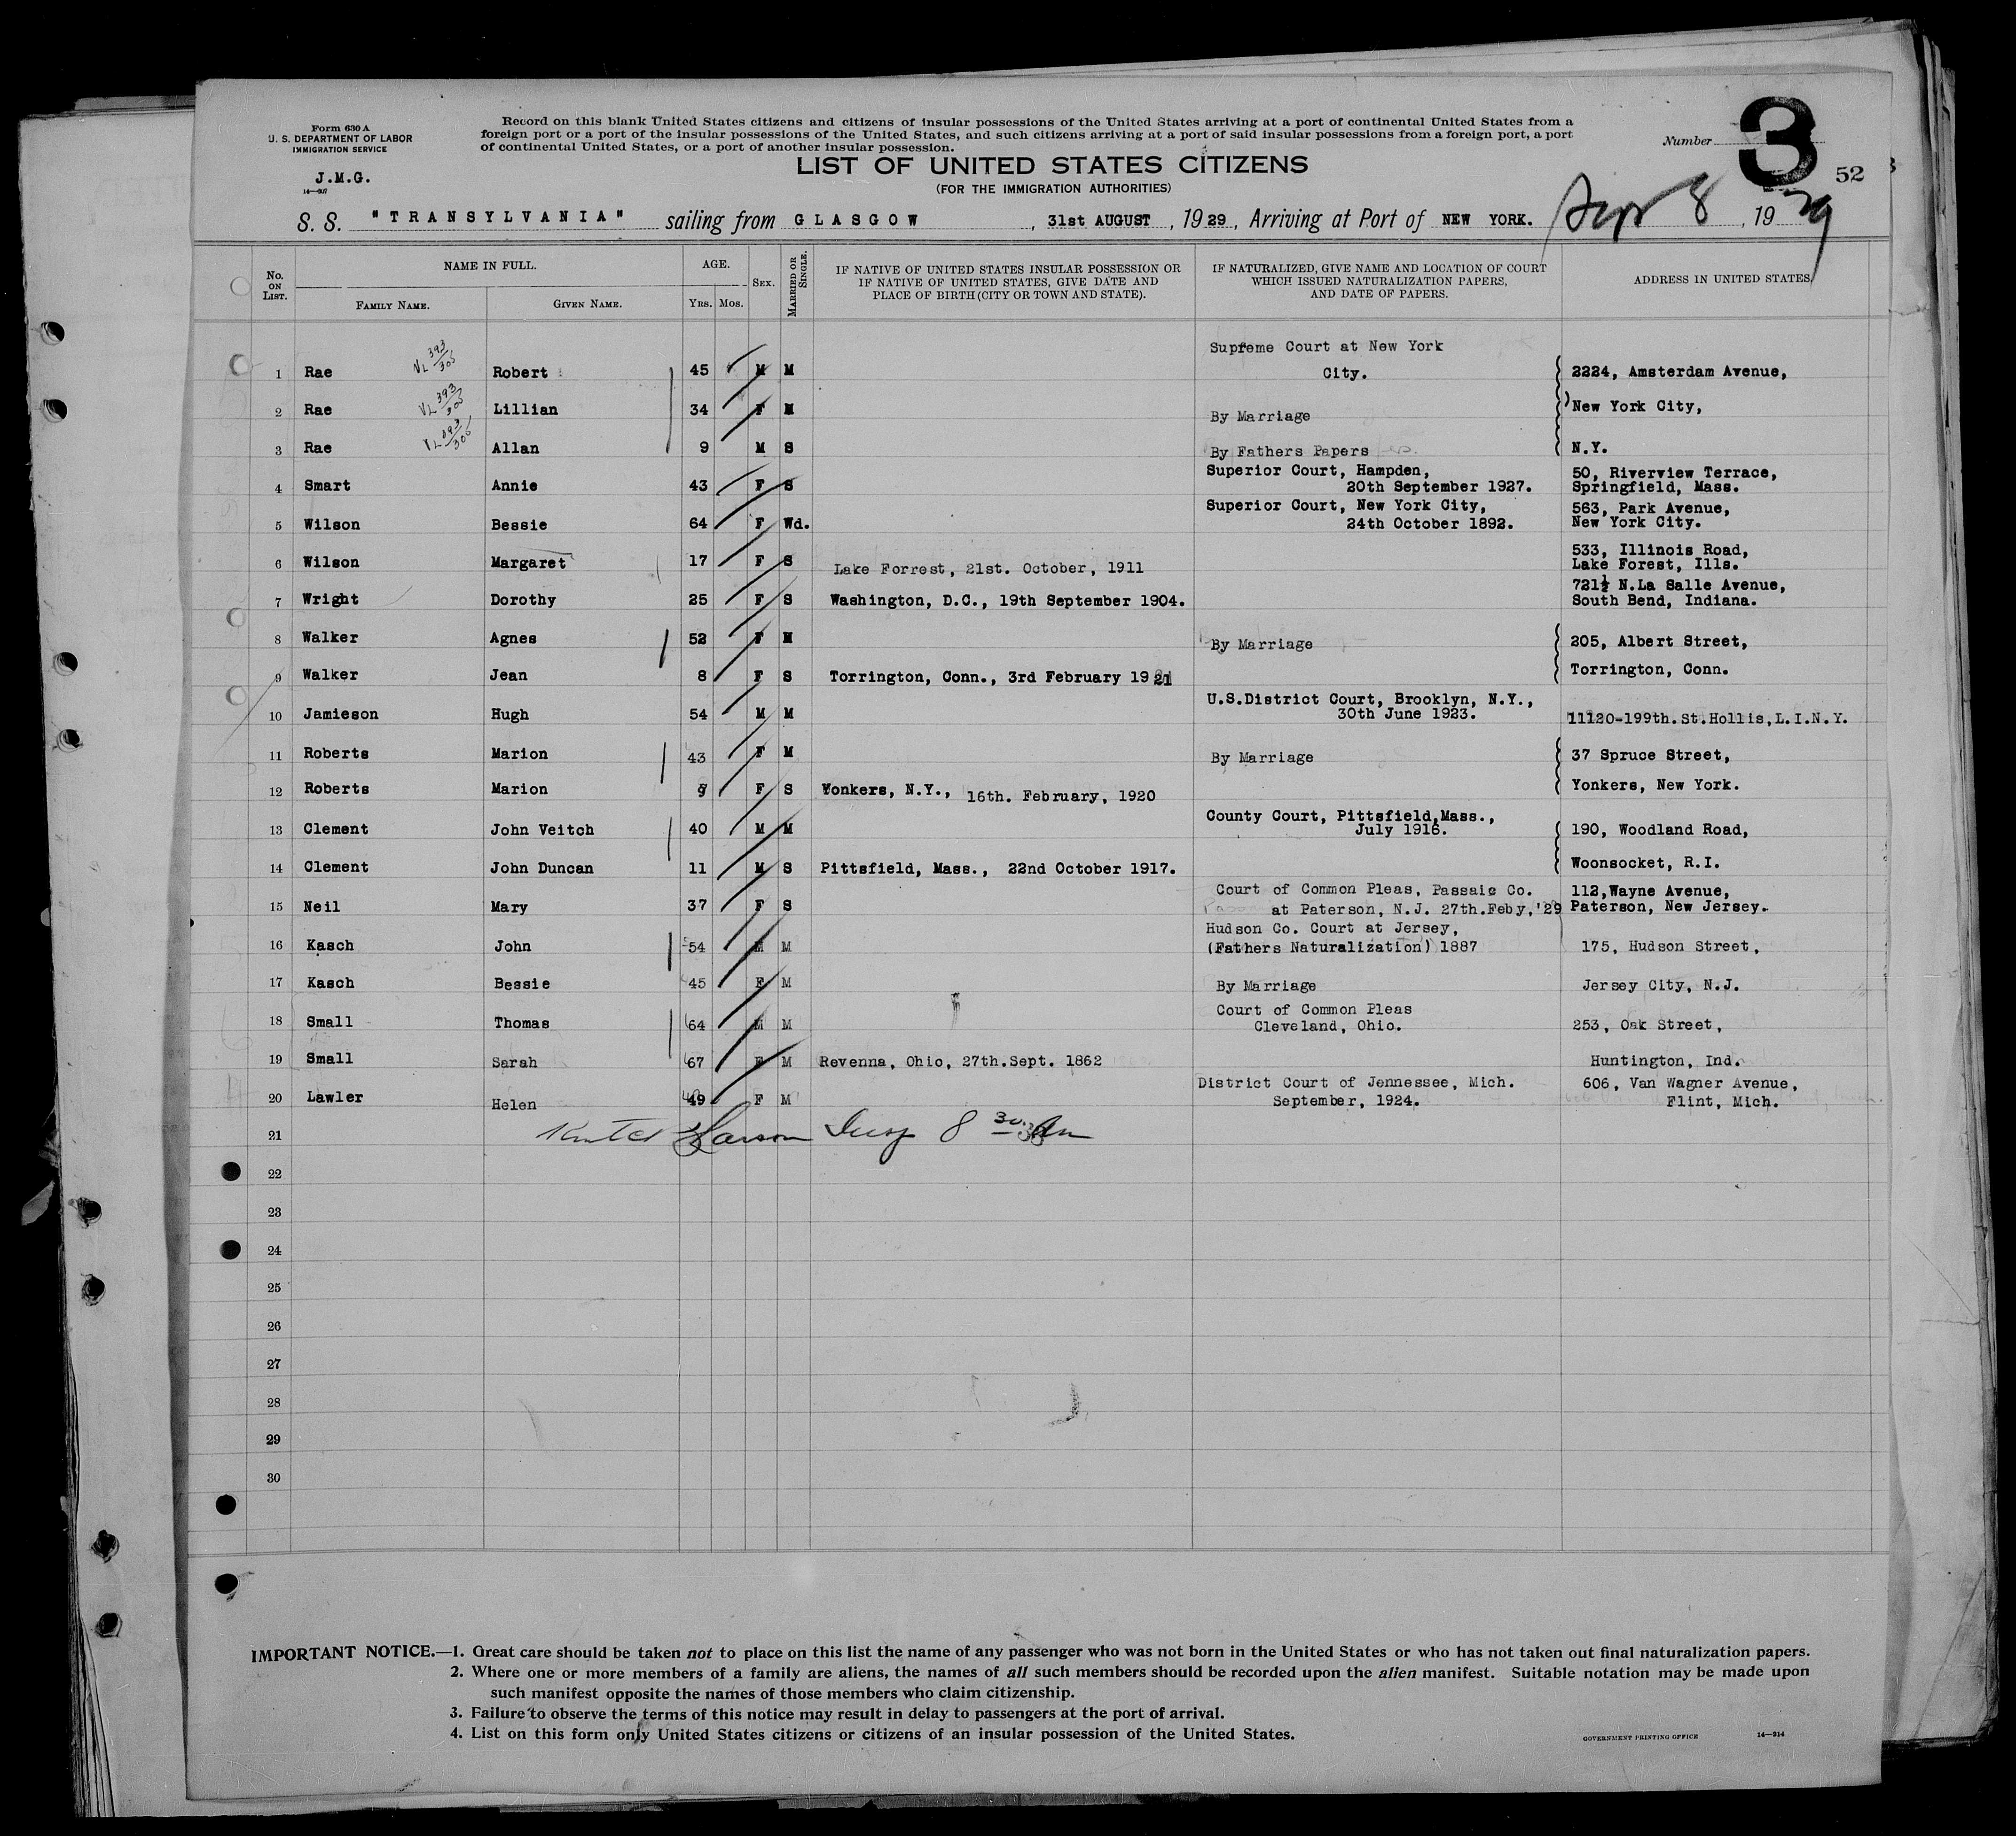 Form 630 A
U. S. DEPARTMENT OF LABOR
IMMIGRATION SERVICE
J.M.G.
Record on this blank United States citizens and citizens of insular possessions of the United States arriving at a port of continental United States from a
foreign port or a port of the insular possessions of the United States, and such citizens arriving at a port of said insular possessions from a foreign port, a port
of continental United States, or a port of another insular possession.
LIST OF UNITED STATES CITIZENS
(FOR THE IMMIGRATION AUTHORITIES)
Number 3
52
S. S. "TRANSYLVANIA" sailing from GLASGOW, 31st AUGUST, 1929, Arriving at Port of NEW YORK. Sep 8, 1929
No. ON LIST.
NAME IN FULL.
FAMILY NAME.
GIVEN NAME.
AGE.
YRS.
MOS.
SEX.
MARRIED OR SINGLE.
IF NATIVE OF UNITED STATES INSULAR POSSESSION OR
IF NATIVE OF UNITED STATES, GIVE DATE AND
PLACE OF BIRTH (CITY OR TOWN AND STATE).
IF NATURALIZED, GIVE NAME AND LOCATION OF COURT
WHICH ISSUED NATURALIZATION PAPERS,
AND DATE OF PAPERS.
ADDRESS IN UNITED STATES.
Supreme Court at New York
1 Rae VL 393/305 Robert 45 M M City. 2224, Amsterdam Avenue,
2 Rae VL 393/305 Lillian 34 F M By Marriage New York City,
3 Rae VL 393/305 Allan 9 M S By Fathers Papers N.Y.
4 Smart Annie 43 F S Superior Court, Hampden, 50, Riverview Terrace,
20th September 1927. Springfield, Mass.
5 Wilson Bessie 64 F Wd. Superior Court, New York City, 563, Park Avenue,
24th October 1892. New York City.
6 Wilson Margaret 17 F S Lake Forrest, 21st. October, 1911 533, Illinois Road,
Lake Forest, Ills.
7 Wright Dorothy 25 F S Washington, D.C., 19th September 1904. 721½ N.La Salle Avenue,
South Bend, Indiana.
8 Walker Agnes 52 F M By Marriage 205, Albert Street,
9 Walker Jean 8 F S Torrington, Conn., 3rd February 1921 Torrington, Conn.
10 Jamieson Hugh 54 M M U.S.District Court, Brooklyn, N.Y.,
30th June 1923. 11120-199th.St.Hollis,L.I.N.Y.
11 Roberts Marion 43 F M By Marriage 37 Spruce Street,
12 Roberts Marion 9 F S Yonkers, N.Y., 16th. February, 1920 Yonkers, New York.
13 Clement John Veitch 40 M M County Court, Pittsfield,Mass.,
July 1916. 190, Woodland Road,
14 Clement John Duncan 11 M S Pittsfield, Mass., 22nd October 1917. Woonsocket, R.I.
15 Neil Mary 37 F S Court of Common Pleas, Passaic Co. 112,Wayne Avenue,
at Paterson, N.J. 27th.Feby,'29 Paterson, New Jersey.
16 Kasch John 54 M M Hudson Co. Court at Jersey,
(Fathers Naturalization) 1887 175, Hudson Street,
17 Kasch Bessie 45 F M By Marriage Jersey City, N.J.
18 Small Thomas 64 M M Court of Common Pleas
Cleveland, Ohio. 253, Oak Street,
19 Small Sarah 67 F M Revenna, Ohio, 27th.Sept. 1862 Huntington, Ind.
20 Lawler Helen 49 F M District Court of Jennessee, Mich. 606, Van Wagner Avenue,
September, 1924. Flint, Mich.
21 Larson Insp 8 30 Am
22
23
24
25
26
27
28
29
30
IMPORTANT NOTICE.—1. Great care should be taken not to place on this list the name of any passenger who was not born in the United States or who has not taken out final naturalization papers.
2. Where one or more members of a family are aliens, the names of all such members should be recorded upon the alien manifest. Suitable notation may be made upon
such manifest opposite the names of those members who claim citizenship.
3. Failure to observe the terms of this notice may result in delay to passengers at the port of arrival.
4. List on this form only United States citizens or citizens of an insular possession of the United States.
GOVERNMENT PRINTING OFFICE 14—914